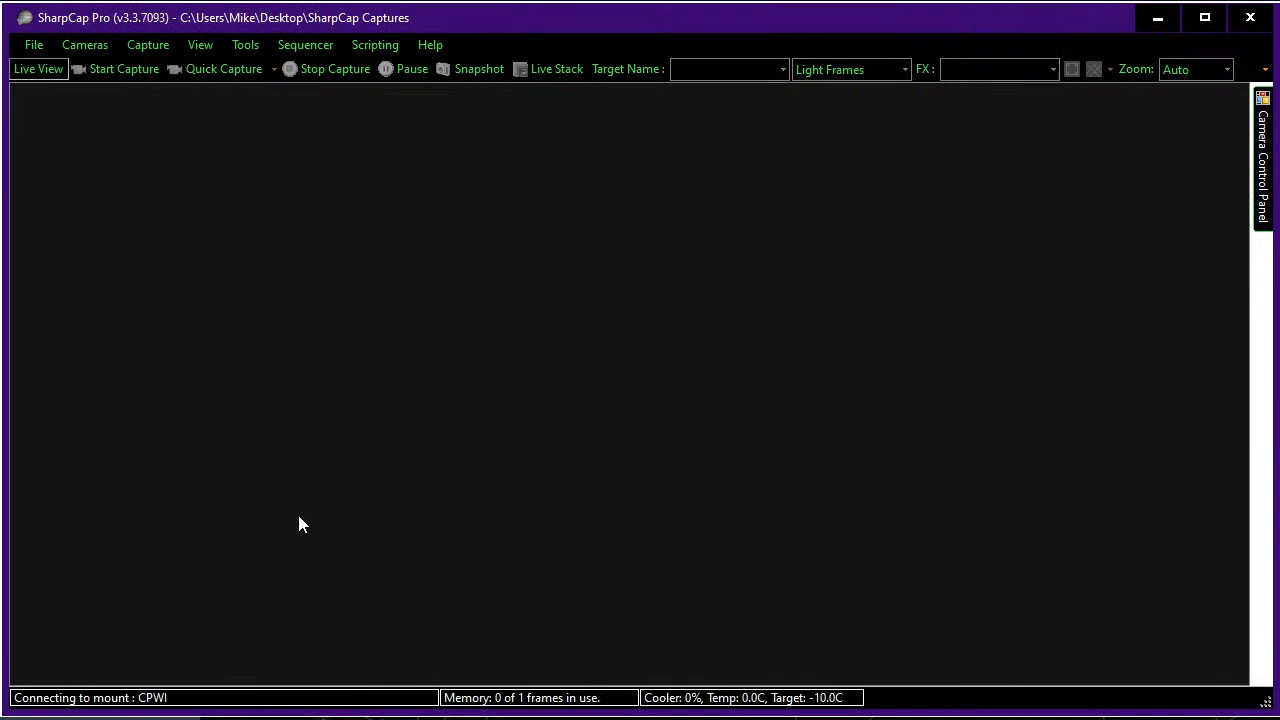 SharpCap Pro (v3.3.7093) - C:\Users\Mike\Desktop\SharpCap Captures
File Cameras Capture View Tools Sequencer Scripting Help
Live View Start Capture Quick Capture Stop Capture Pause Snapshot Live Stack Target Name : Light Frames FX : Zoom: Auto
Camera Control Panel
Connecting to mount : CPWI Memory: 0 of 1 frames in use. Cooler: 0%, Temp: 0.0C, Target: -10.0C